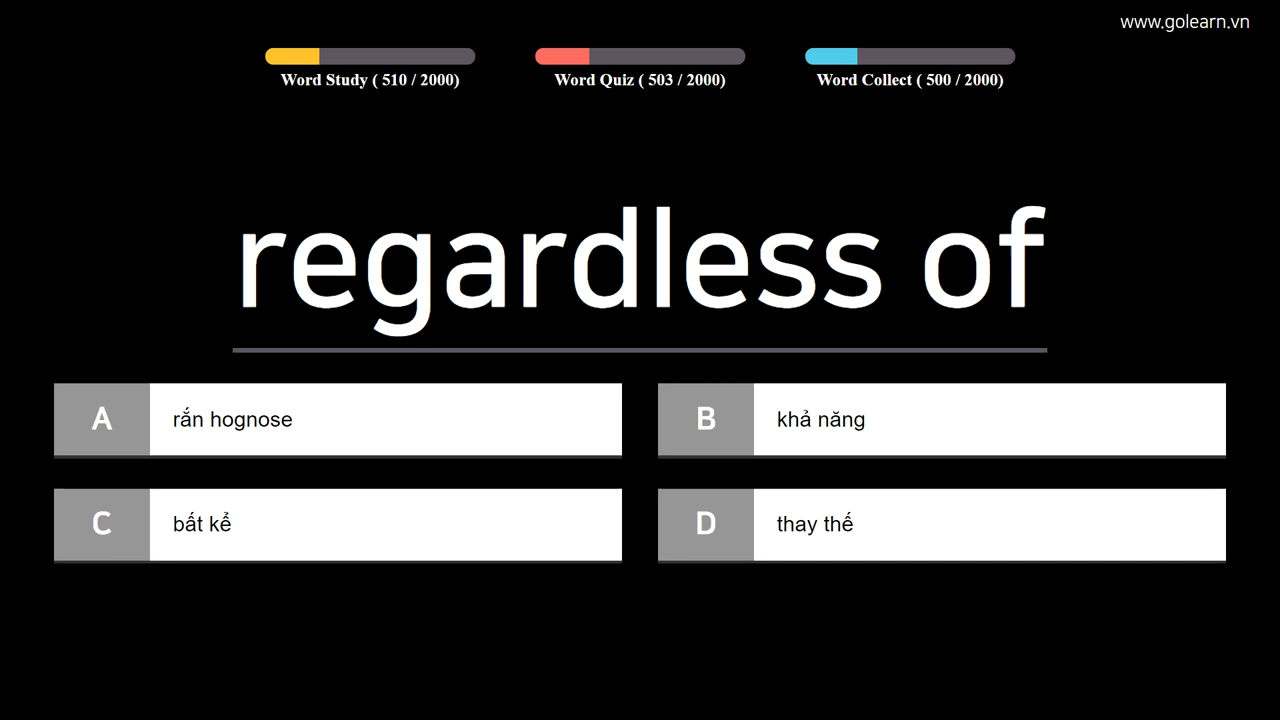 www.golearn.vn
Word Study ( 510 / 2000)
Word Quiz ( 503 / 2000)
Word Collect ( 500 / 2000)
regardless of
A rắn hognose
B khả năng
C bất kể
D thay thế